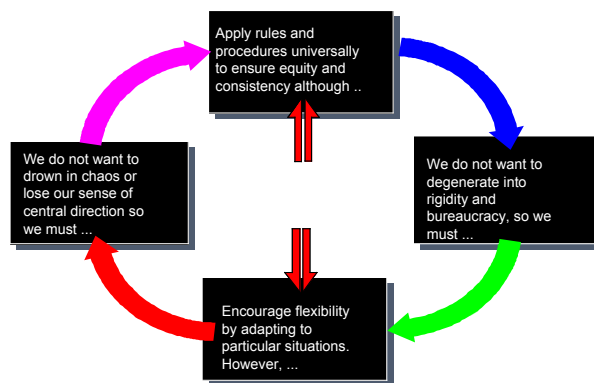 Apply rules and
procedures universally
to ensure equity and
consistency although ..
We do not want to
degenerate into
rigidity and
bureaucracy, so we
must ...
Encourage flexibility
by adapting to
particular situations.
However, ...
We do not want to
drown in chaos or
lose our sense of
central direction so
we must ...